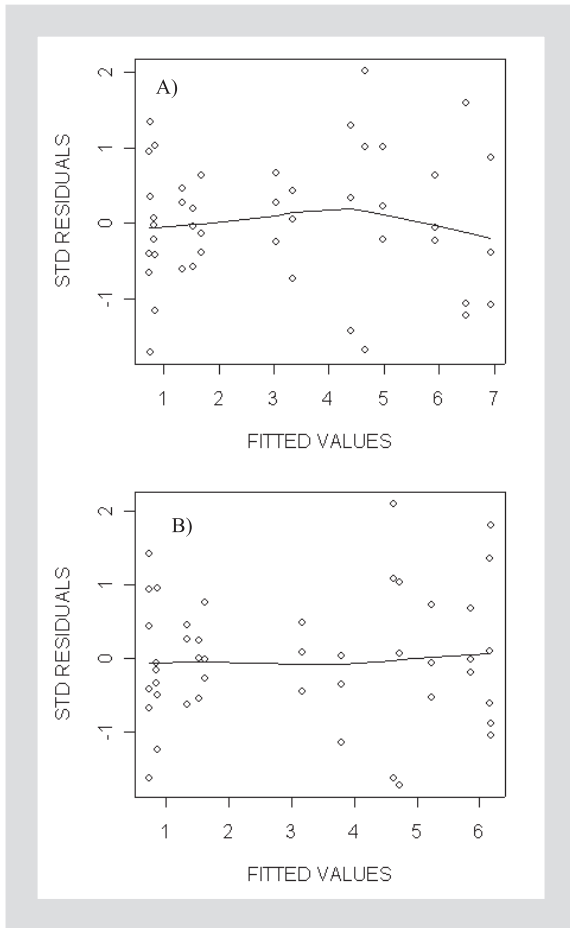 A)
STD RESIDUALS
2
1
0
-1
1 2 3 4 5 6 7
FITTED VALUES
B)
STD RESIDUALS
2
1
0
-1
1 2 3 4 5 6
FITTED VALUES